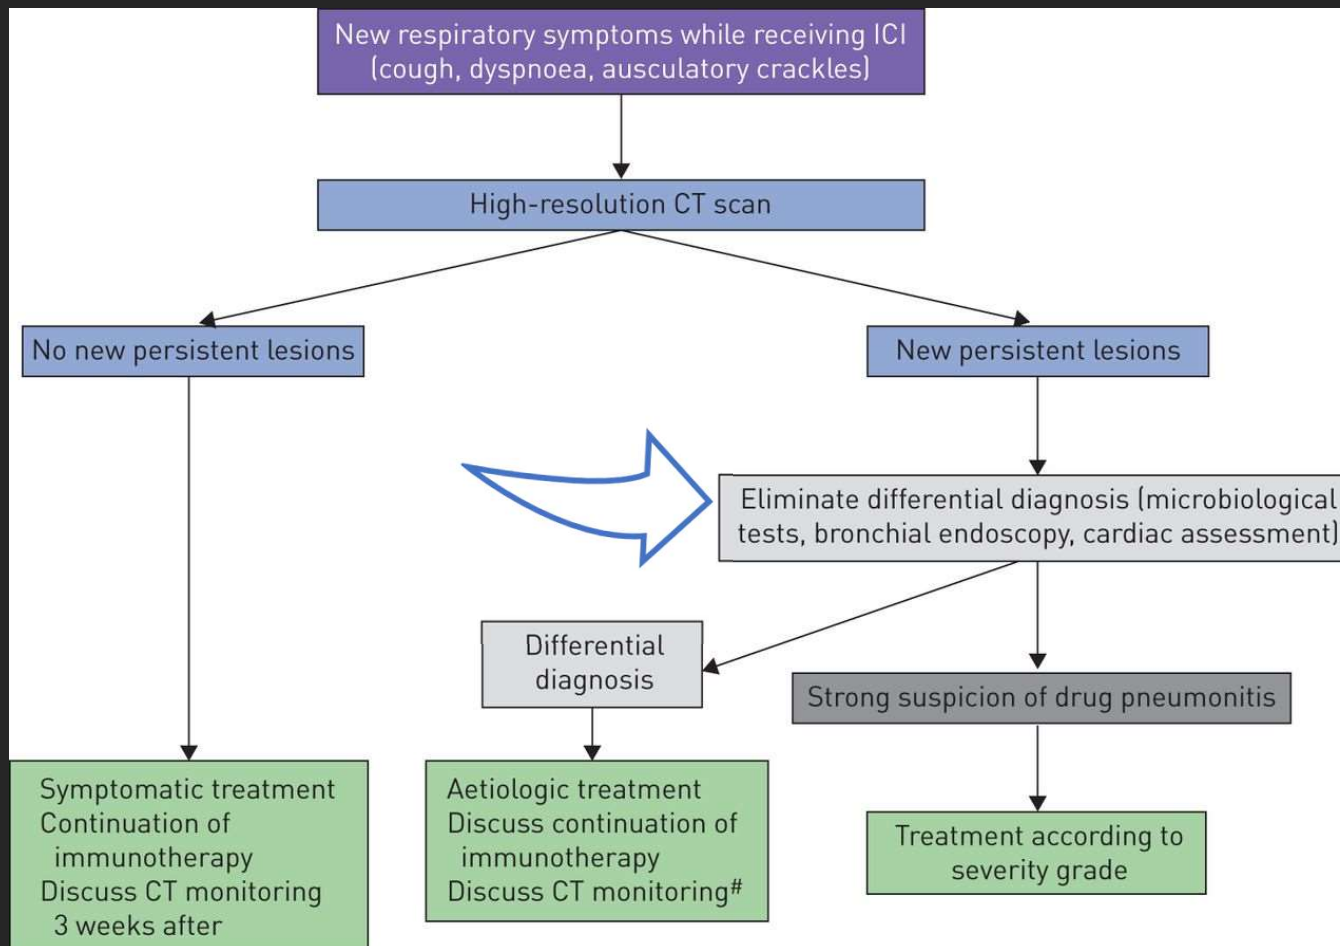 New respiratory symptoms while receiving ICI
(cough, dyspnoea, ausculatory crackles)
High-resolution CT scan
No new persistent lesions
New persistent lesions
Eliminate differential diagnosis (microbiological
tests, bronchial endoscopy, cardiac assessment)
Differential
diagnosis
Strong suspicion of drug pneumonitis
Symptomatic treatment
Continuation of
immunotherapy
Discuss CT monitoring
3 weeks after
Aetiologic treatment
Discuss continuation of
immunotherapy
Discuss CT monitoring#
Treatment according to
severity grade